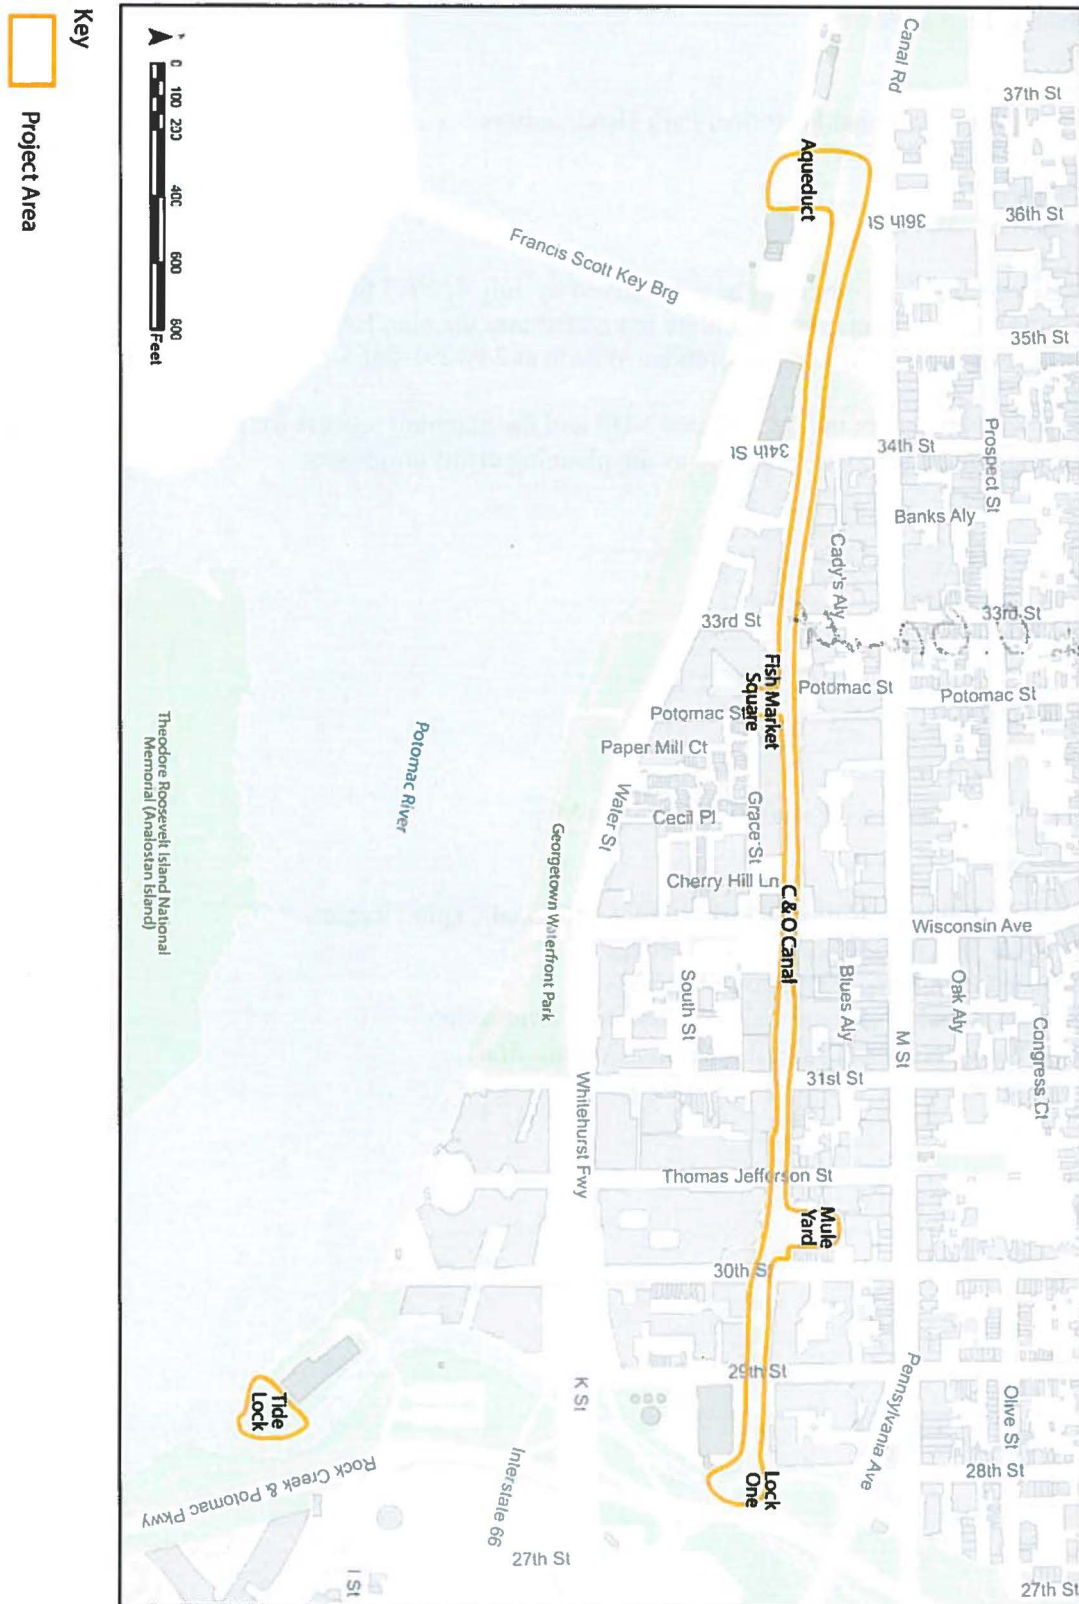 Key
Project Area
0
100
200
400
600
800
Feet
Canal Rd
37th St
Aqueduct
36th St
36th St
Francis Scott Key Brg
35th St
34th St
34th St
Prospect St
Banks Aly
Cady's Aly
33rd St
33rd St
Fish Market
Square
Potomac St
Potomac St
Potomac St
Paper Mill Ct
Water St
Cecil Pl
Grace St
Cherry Hill Ln
C & O Canal
Wisconsin Ave
Potomac River
Georgetown Waterfront Park
Theodore Roosevelt Island National
Memorial (Analostan Island)
South St
Blues Aly
Oak Aly
M St
Congress Ct
31st St
Whitehurst Fwy
Thomas Jefferson St
Mule
Yard
30th St
29th St
Pennsylvania Ave
Olive St
28th St
K St
Tide
Lock
Lock
One
Rock Creek & Potomac Pkwy
Interstate 66
27th St
27th St
I St